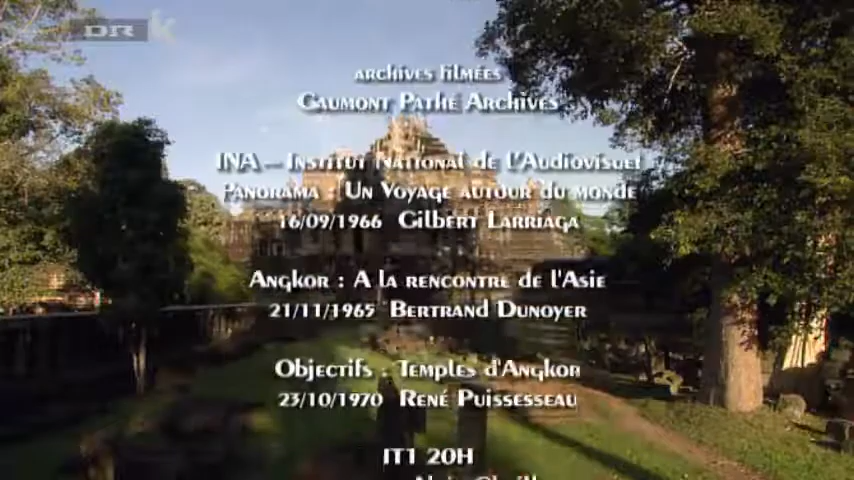 DR K
archives filmées
Gaumont Pathé Archives
INA – Institut National de l'Audiovisuel
Panorama : Un Voyage autour du monde
16/09/1966 Gilbert Larriaga
Angkor : A la rencontre de l'Asie
21/11/1965 Bertrand Dunoyer
Objectifs : Temples d'Angkor
23/10/1970 René Puissesseau
IT1 20H